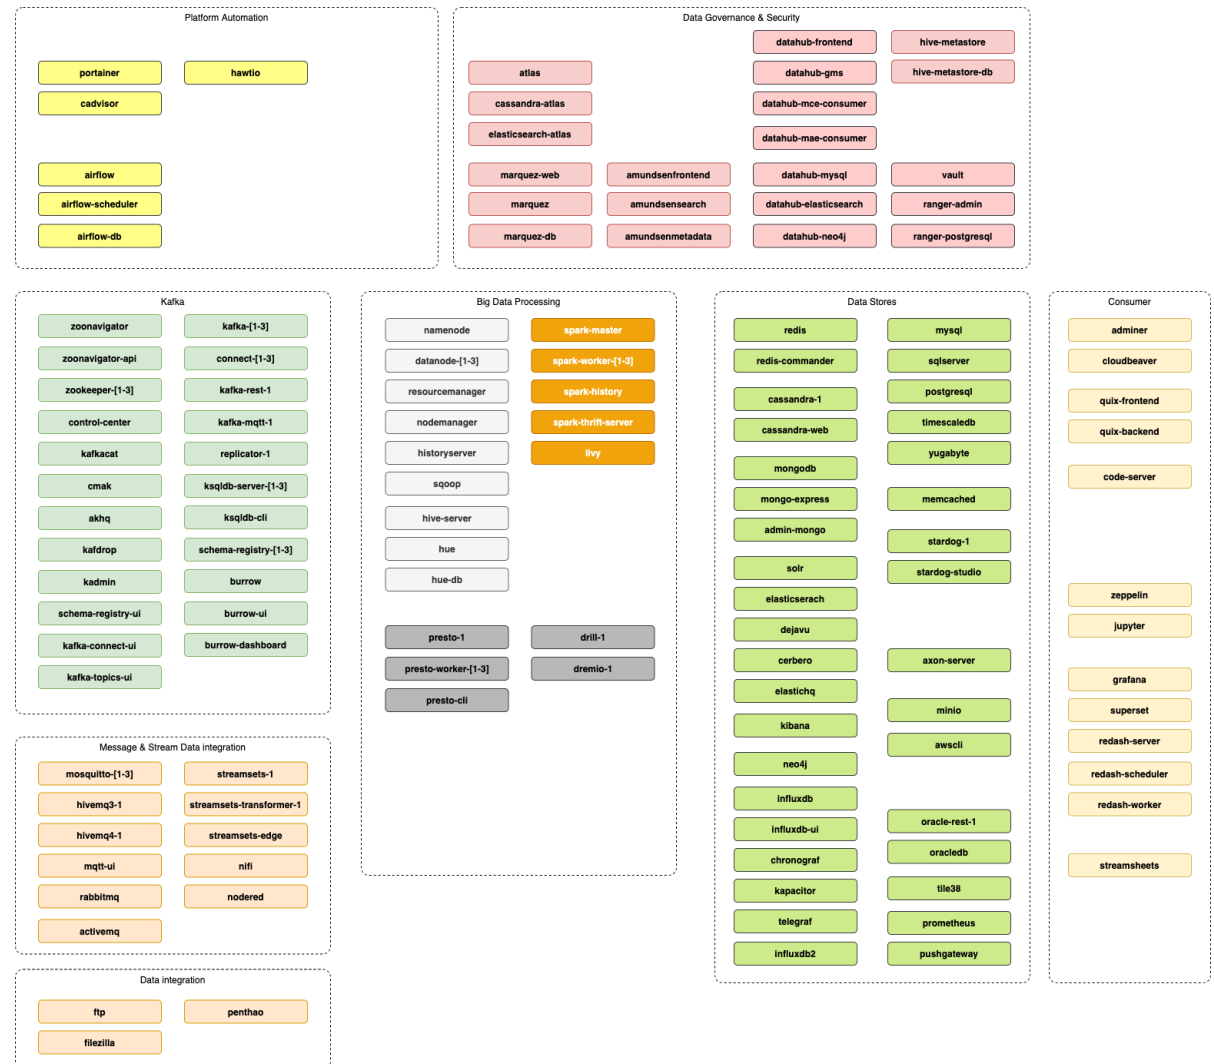 Platform Automation
portainer
hawtio
cadvisor
airflow
airflow-scheduler
airflow-db
Data Governance & Security
atlas
cassandra-atlas
elasticsearch-atlas
marquez-web
marquez
marquez-db
amundsenfrontend
amundsensearch
amundsenmetadata
datahub-frontend
datahub-gms
datahub-mce-consumer
datahub-mae-consumer
datahub-mysql
datahub-elasticsearch
datahub-neo4j
hive-metastore
hive-metastore-db
vault
ranger-admin
ranger-postgresql
Kafka
zoonavigator
zoonavigator-api
zookeeper-[1-3]
control-center
kafkacat
cmak
akhq
kafdrop
kadmin
schema-registry-ui
kafka-connect-ui
kafka-topics-ui
kafka-[1-3]
connect-[1-3]
kafka-rest-1
kafka-mqtt-1
replicator-1
ksqldb-server-[1-3]
ksqldb-cli
schema-registry-[1-3]
burrow
burrow-ui
burrow-dashboard
Big Data Processing
namenode
datanode-[1-3]
resourcemanager
nodemanager
historyserver
sqoop
hive-server
hue
hue-db
spark-master
spark-worker-[1-3]
spark-history
spark-thrift-server
livy
presto-1
presto-worker-[1-3]
presto-cli
drill-1
dremio-1
Data Stores
redis
redis-commander
cassandra-1
cassandra-web
mongodb
mongo-express
admin-mongo
solr
elasticserach
dejavu
cerbero
elastichq
kibana
neo4j
influxdb
influxdb-ui
chronograf
kapacitor
telegraf
influxdb2
mysql
sqlserver
postgresql
timescaledb
yugabyte
memcached
stardog-1
stardog-studio
axon-server
minio
awscli
oracle-rest-1
oracledb
tile38
prometheus
pushgateway
Consumer
adminer
cloudbeaver
quix-frontend
quix-backend
code-server
zeppelin
jupyter
grafana
superset
redash-server
redash-scheduler
redash-worker
streamsheets
Message & Stream Data integration
mosquitto-[1-3]
hivemq3-1
hivemq4-1
mqtt-ui
rabbitmq
activemq
streamsets-1
streamsets-transformer-1
streamsets-edge
nifi
nodered
Data integration
ftp
filezilla
penthao